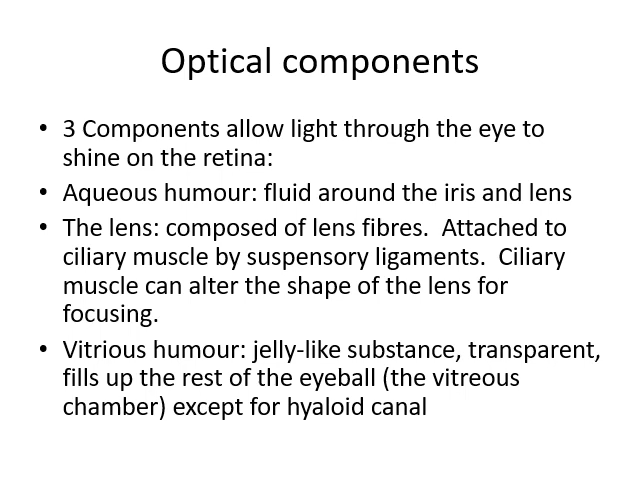 Optical components
• 3 Components allow light through the eye to
shine on the retina:
• Aqueous humour: fluid around the iris and lens
• The lens: composed of lens fibres.  Attached to
ciliary muscle by suspensory ligaments.  Ciliary
muscle can alter the shape of the lens for
focusing.
• Vitrious humour: jelly-like substance, transparent,
fills up the rest of the eyeball (the vitreous
chamber) except for hyaloid canal